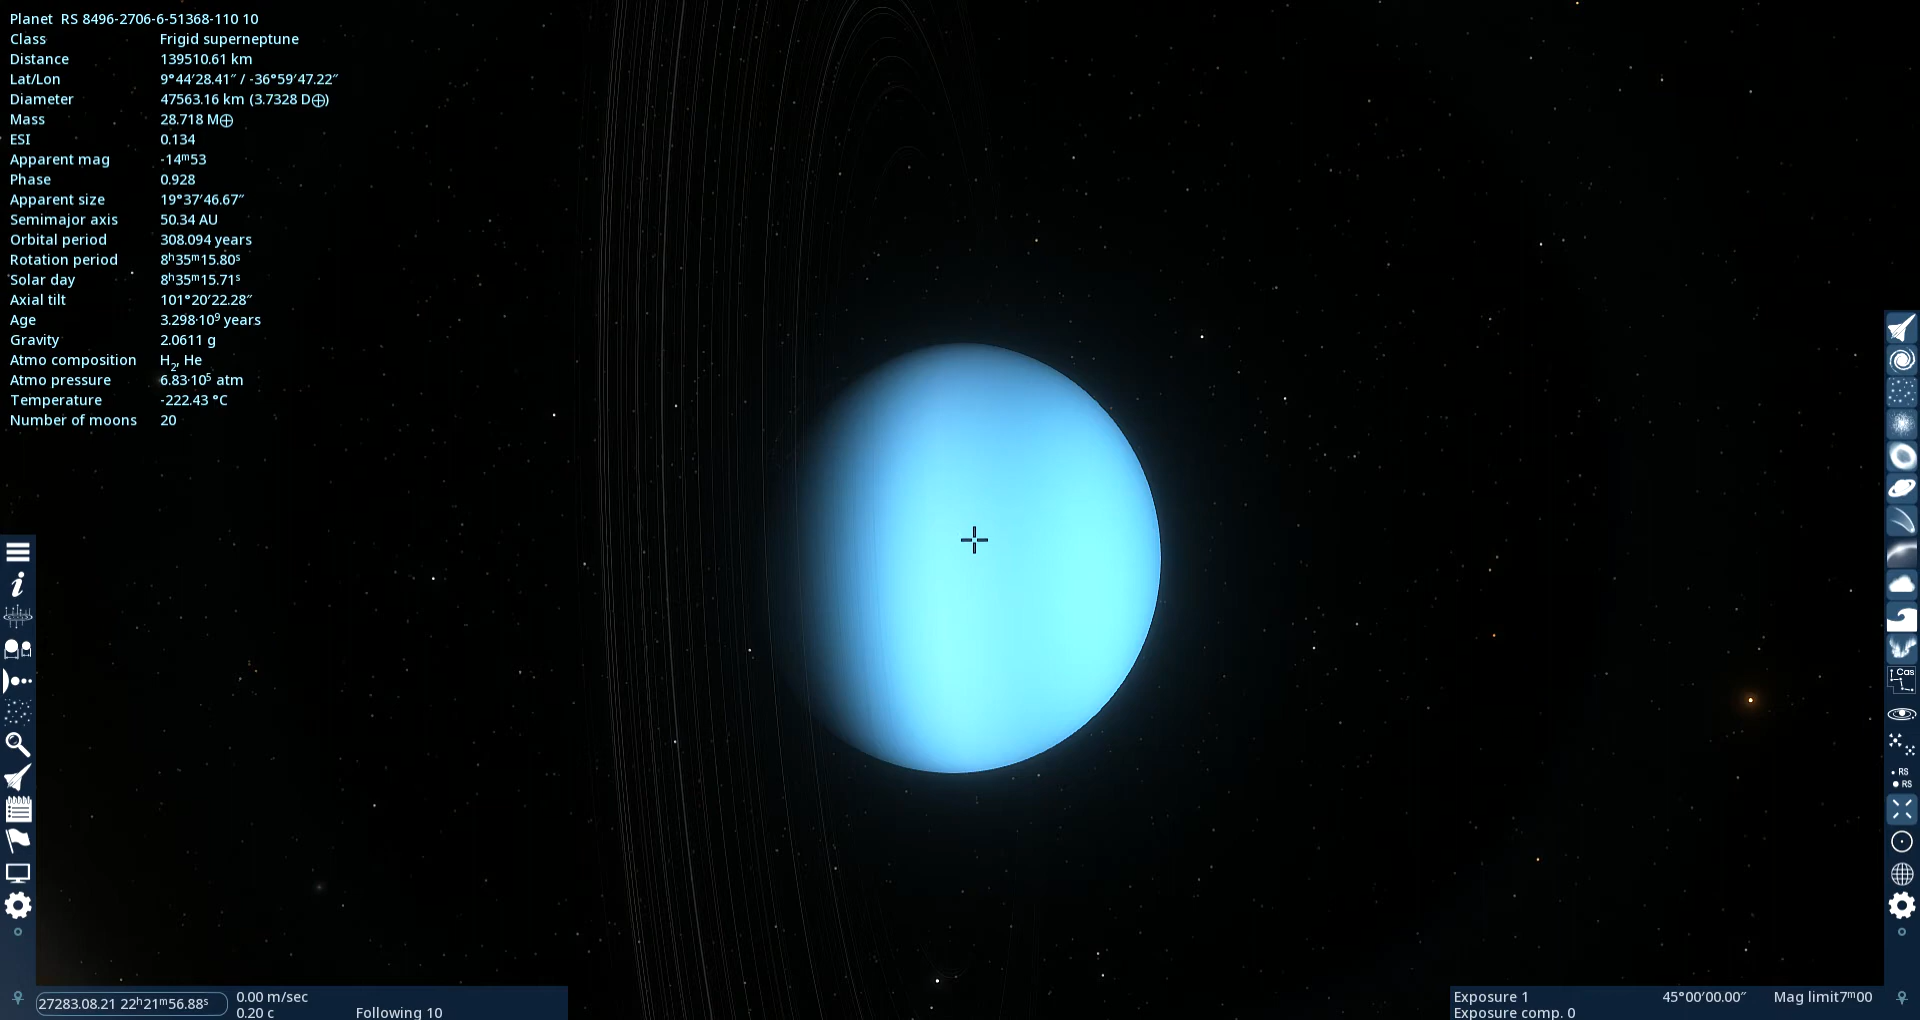 Planet RS 8496-2706-6-51368-110 10
Class Frigid superneptune
Distance 139510.61 km
Lat/Lon 9°44′28.41″ / -36°59′47.22″
Diameter 47563.16 km (3.7328 D⊕)
Mass 28.718 M⊕
ESI 0.134
Apparent mag -14ᵐ53
Phase 0.928
Apparent size 19°37′46.67″
Semimajor axis 50.34 AU
Orbital period 308.094 years
Rotation period 8ʰ35ᵐ15.80ˢ
Solar day 8ʰ35ᵐ15.71ˢ
Axial tilt 101°20′22.28″
Age 3.298·10⁹ years
Gravity 2.0611 g
Atmo composition H₂, He
Atmo pressure 6.83·10⁵ atm
Temperature -222.43 °C
Number of moons 20
Cas
RS
RS
27283.08.21 22ʰ21ᵐ56.88ˢ
0.00 m/sec
0.20 c Following 10
Exposure 1 45°00′00.00″ Mag limit7ᵐ00
Exposure comp. 0